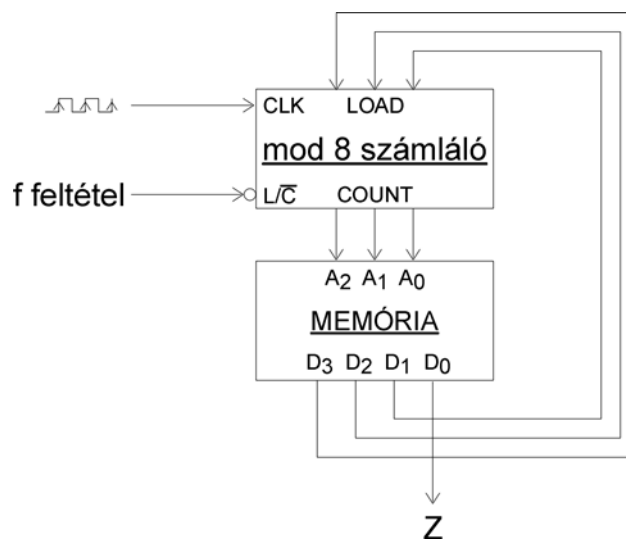 CLK LOAD
mod 8 számláló
f feltétel L/C̅ COUNT
A₂ A₁ A₀
MEMÓRIA
D₃ D₂ D₁ D₀
Z